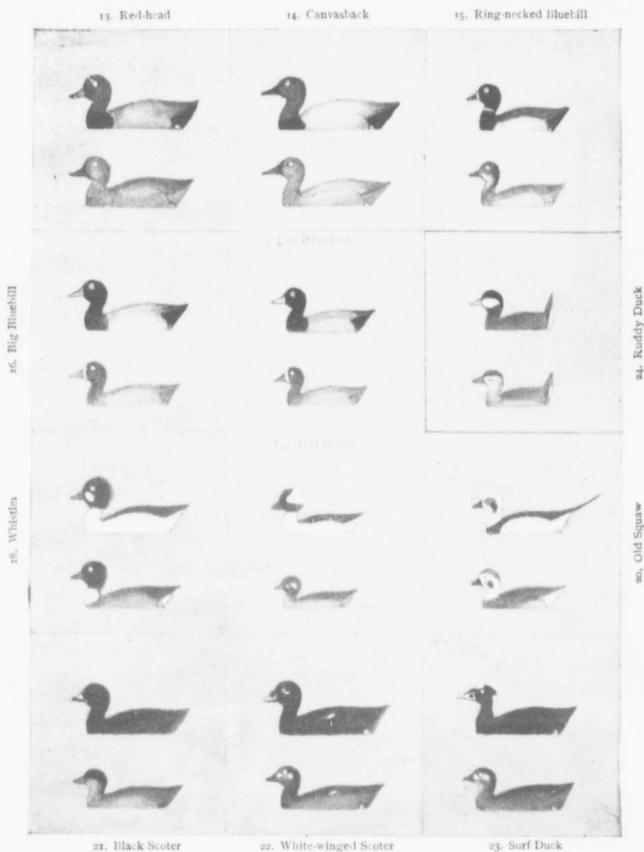 13. Red-head
14. Canvasback
15. Ring-necked Bluebill
16. Big Bluebill
24. Ruddy Duck
18. Whistler
20. Old Squaw
21. Black Scoter
22. White-winged Scoter
23. Surf Duck